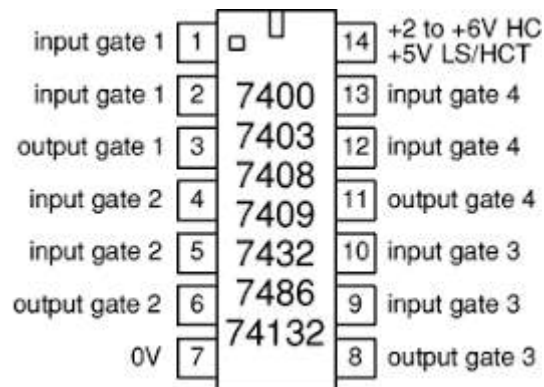 input gate 1 1
input gate 1 2
output gate 1 3
input gate 2 4
input gate 2 5
output gate 2 6
0V 7
7400
7403
7408
7409
7432
7486
74132
14 +2 to +6V HC
+5V LS/HCT
13 input gate 4
12 input gate 4
11 output gate 4
10 input gate 3
9 input gate 3
8 output gate 3